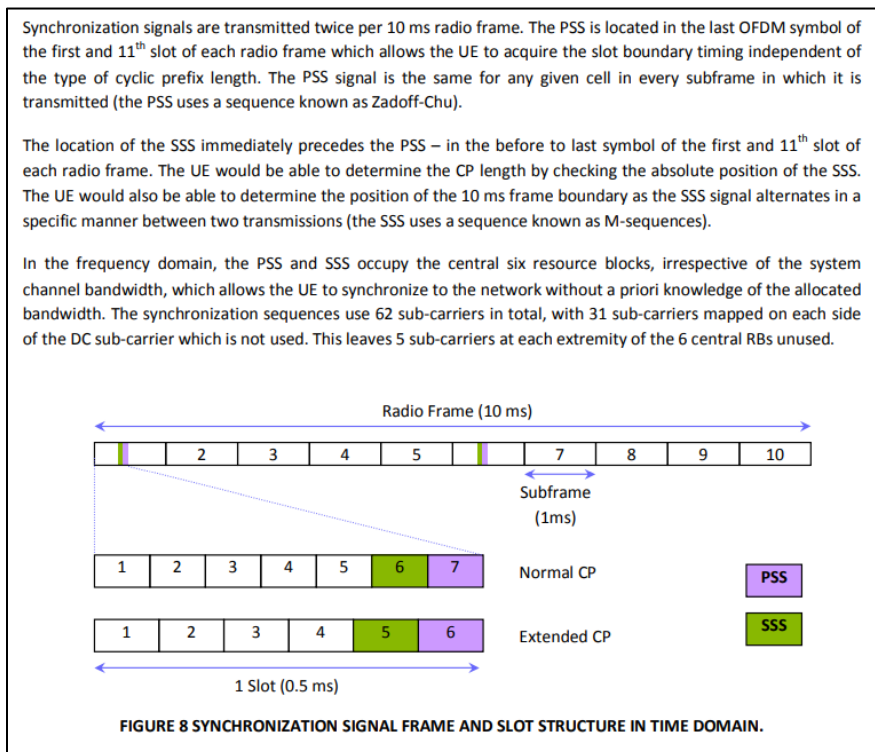 Synchronization signals are transmitted twice per 10 ms radio frame. The PSS is located in the last OFDM symbol of
the first and 11th slot of each radio frame which allows the UE to acquire the slot boundary timing independent of
the type of cyclic prefix length. The PSS signal is the same for any given cell in every subframe in which it is
transmitted (the PSS uses a sequence known as Zadoff-Chu).
The location of the SSS immediately precedes the PSS – in the before to last symbol of the first and 11th slot of
each radio frame. The UE would be able to determine the CP length by checking the absolute position of the SSS.
The UE would also be able to determine the position of the 10 ms frame boundary as the SSS signal alternates in a
specific manner between two transmissions (the SSS uses a sequence known as M-sequences).
In the frequency domain, the PSS and SSS occupy the central six resource blocks, irrespective of the system
channel bandwidth, which allows the UE to synchronize to the network without a priori knowledge of the allocated
bandwidth. The synchronization sequences use 62 sub-carriers in total, with 31 sub-carriers mapped on each side
of the DC sub-carrier which is not used. This leaves 5 sub-carriers at each extremity of the 6 central RBs unused.
Radio Frame (10 ms)
2 3 4 5 7 8 9 10
Subframe
(1ms)
1 2 3 4 5 6 7 Normal CP PSS
1 2 3 4 5 6 Extended CP SSS
1 Slot (0.5 ms)
FIGURE 8 SYNCHRONIZATION SIGNAL FRAME AND SLOT STRUCTURE IN TIME DOMAIN.